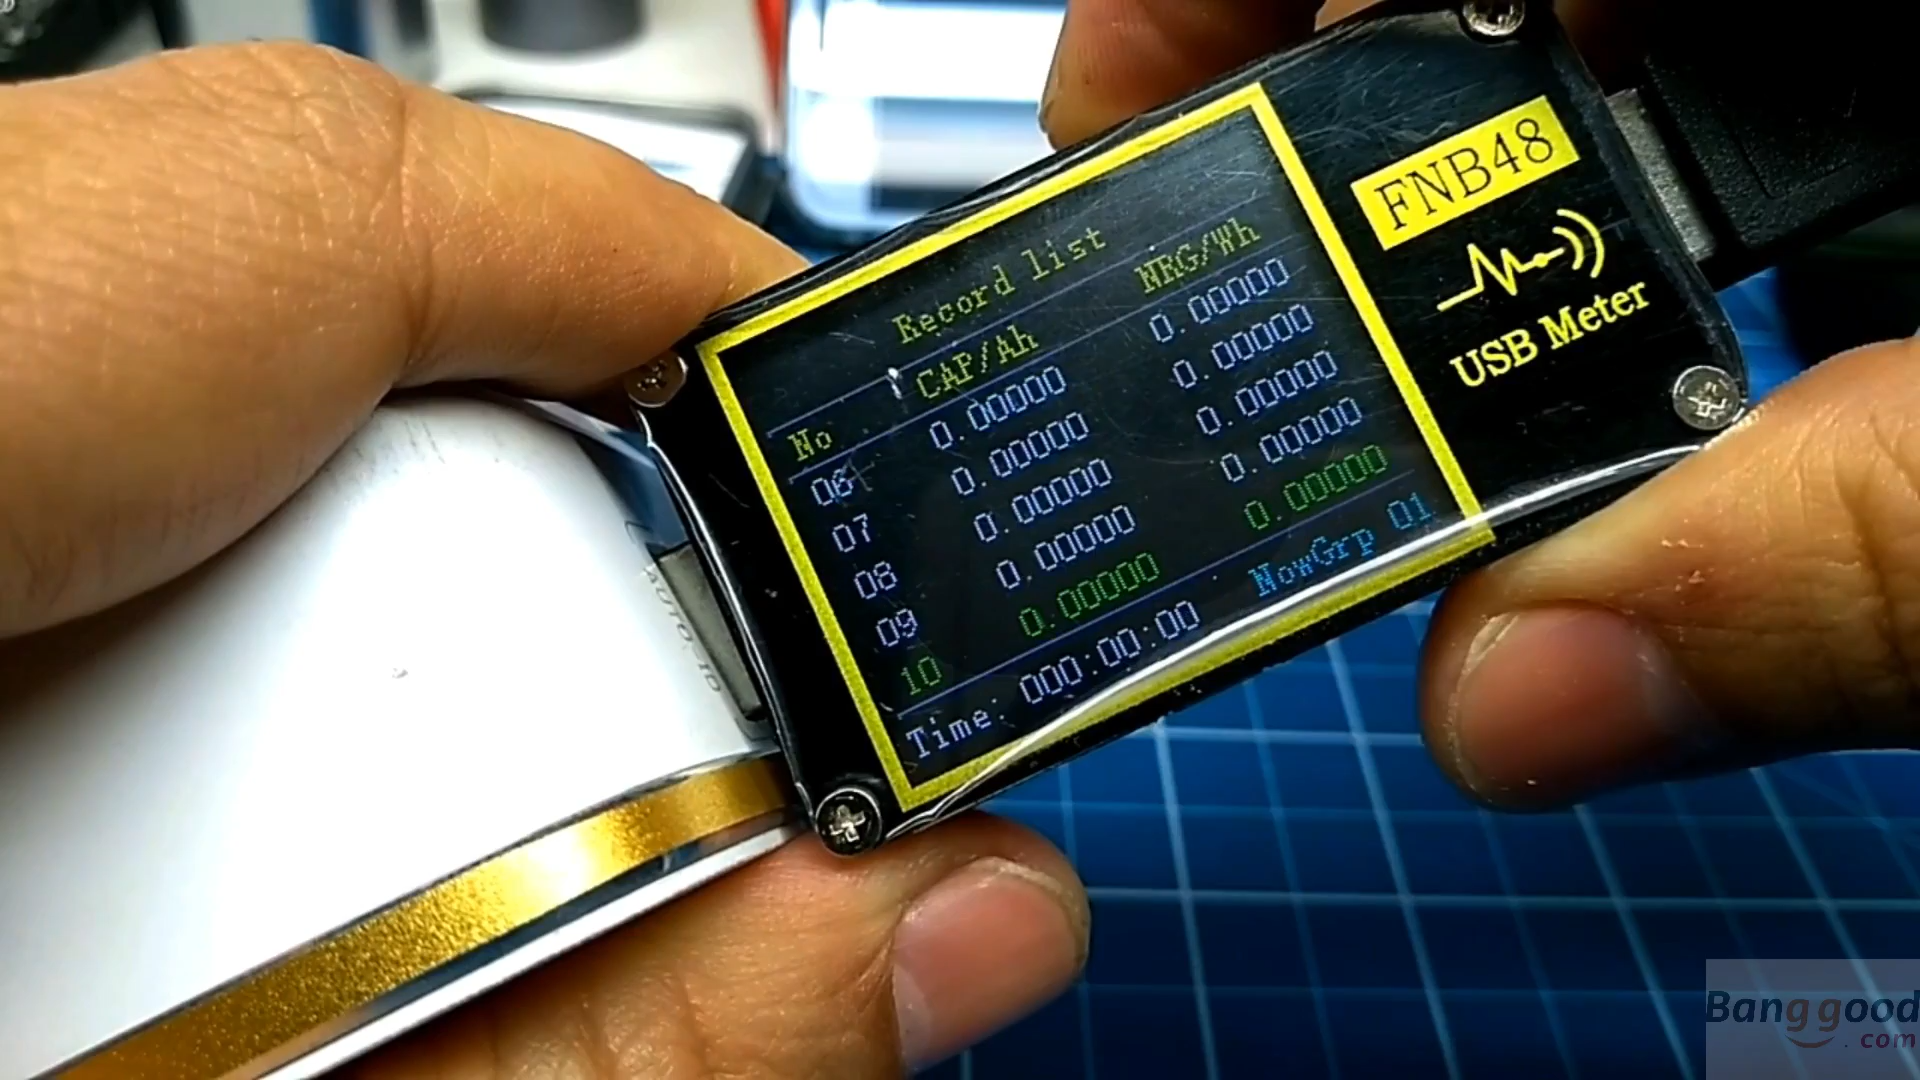 Record list
No CAP/Ah NRG/Wh
06 0.00000 0.00000
07 0.00000 0.00000
08 0.00000 0.00000
09 0.00000 0.00000
10 0.00000 0.00000
Time: 000:00:00 NowGrp 01
FNB48
USB Meter
AUTO-ID
Banggood
.com